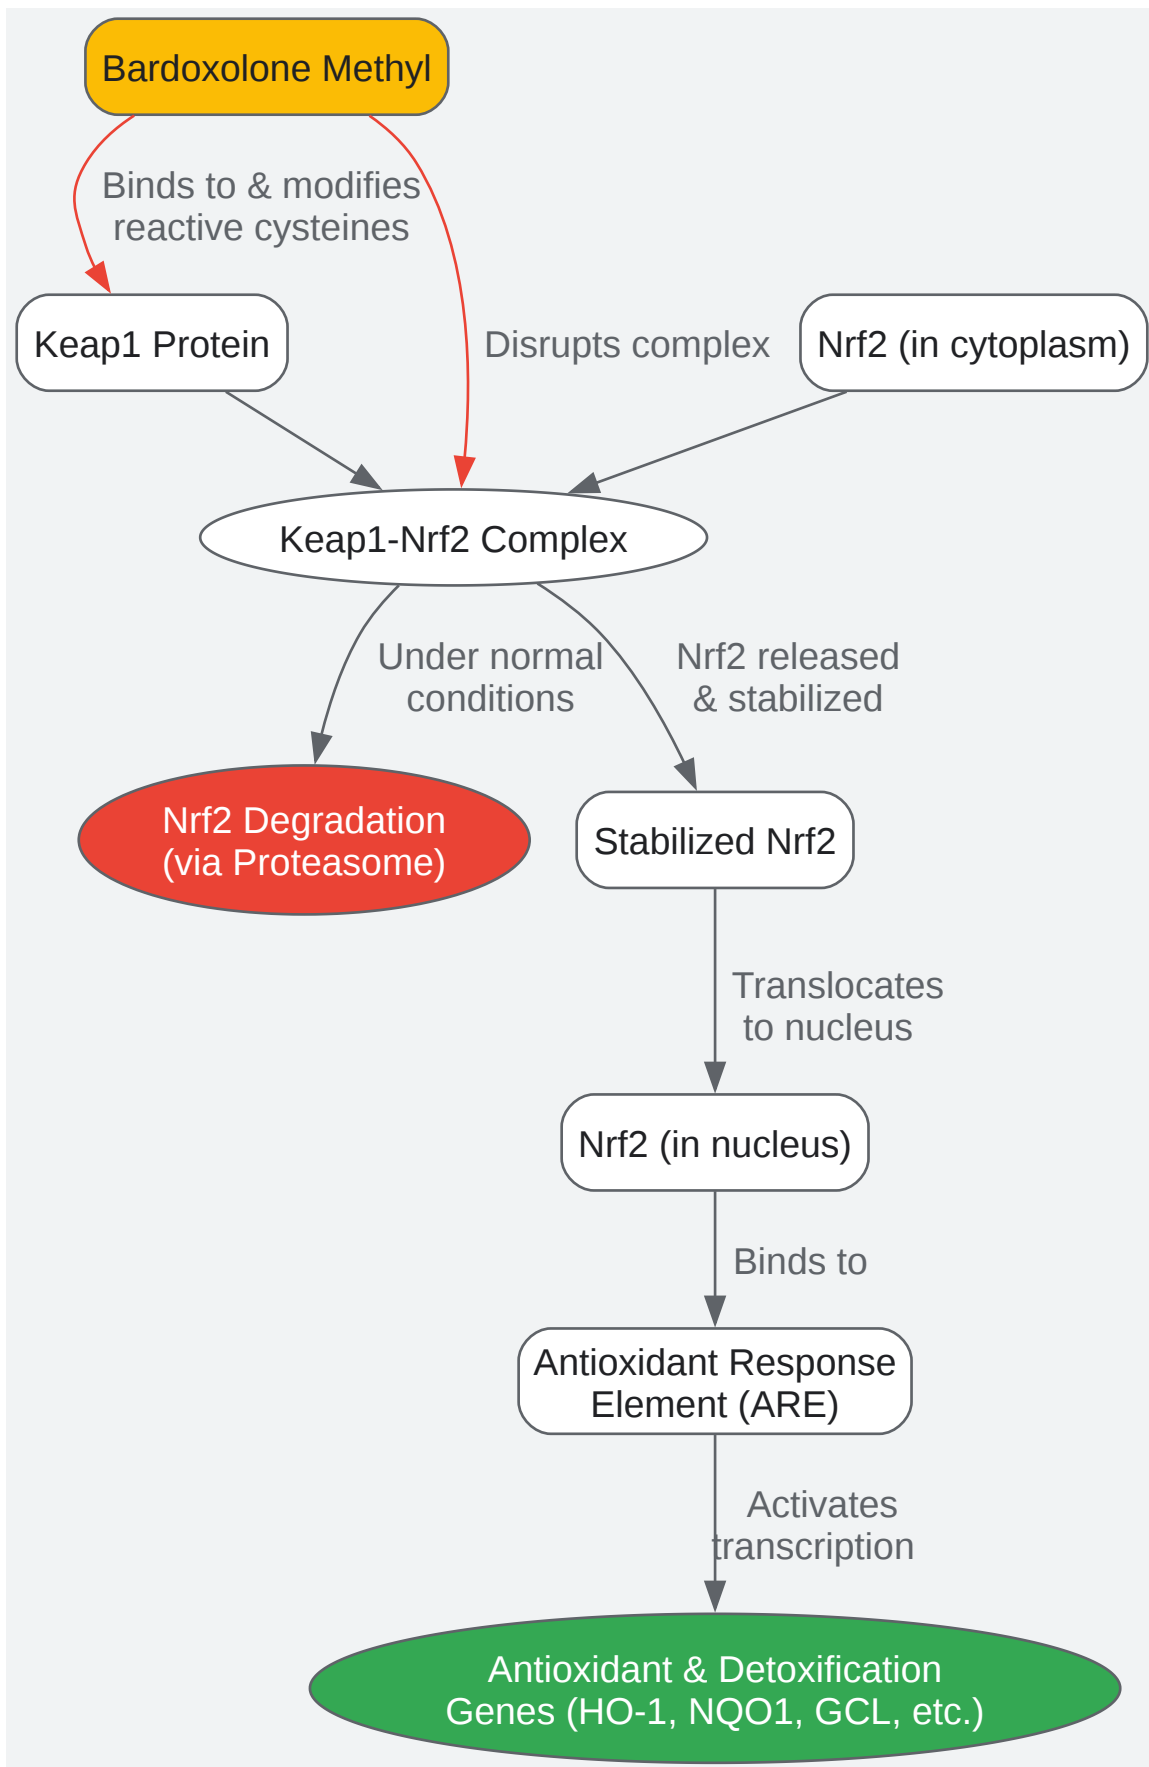 Bardoxolone Methyl
Binds to & modifies
reactive cysteines
Keap1 Protein
Disrupts complex
Nrf2 (in cytoplasm)
Keap1-Nrf2 Complex
Under normal
conditions
Nrf2 released
& stabilized
Nrf2 Degradation
(via Proteasome)
Stabilized Nrf2
Translocates
to nucleus
Nrf2 (in nucleus)
Binds to
Antioxidant Response
Element (ARE)
Activates
transcription
Antioxidant & Detoxification
Genes (HO-1, NQO1, GCL, etc.)